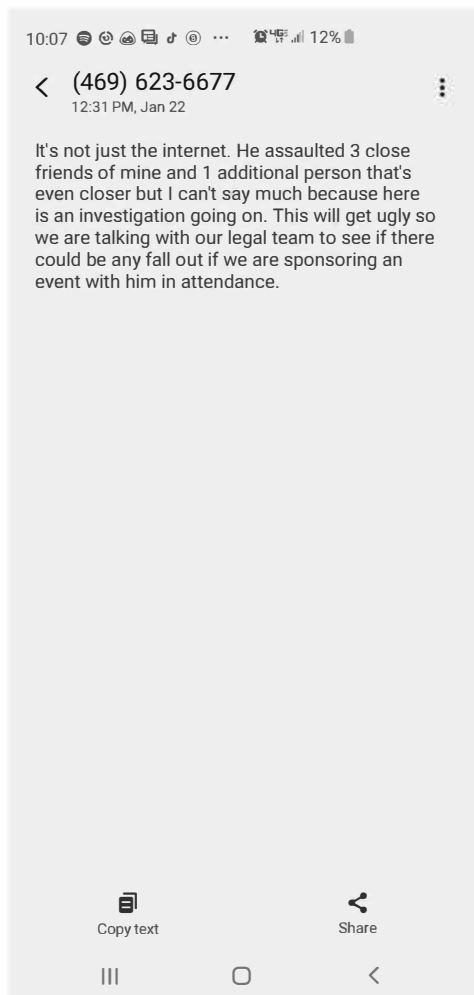 10:07 ... 12%
(469) 623-6677
12:31 PM, Jan 22
It's not just the internet. He assaulted 3 close
friends of mine and 1 additional person that's
even closer but I can't say much because here
is an investigation going on. This will get ugly so
we are talking with our legal team to see if there
could be any fall out if we are sponsoring an
event with him in attendance.
Copy text
Share